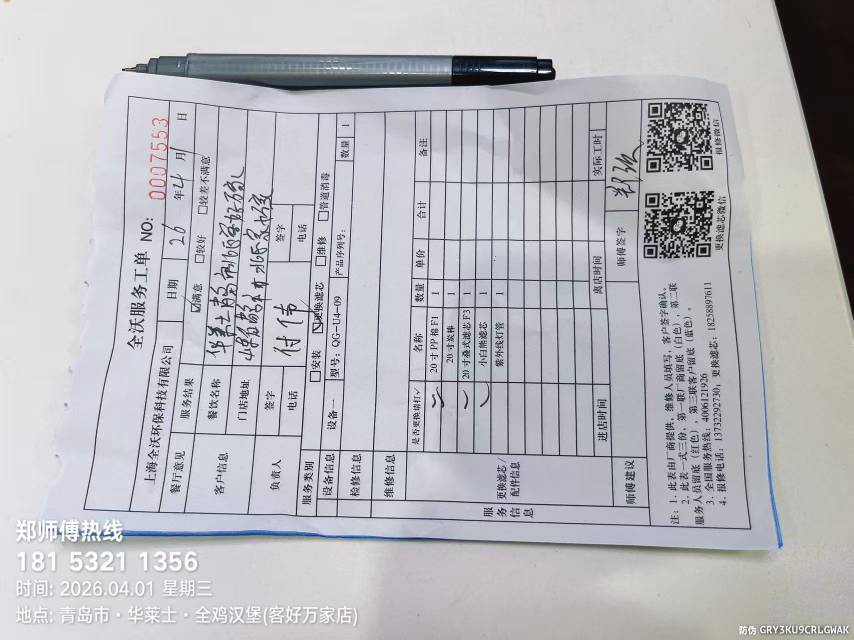 全沃服务工单 NO: 0007553
上海全沃环保科技有限公司 日期 26 年 4 月 1 日
餐厅意见 服务结果 ☑满意 □较好 □较差不满意
客户信息 餐饮名称 华莱士
门店地址
负责人 签字 付伟 签字
电话 电话
服务类别 □安装 ☑更换滤芯 □维修 □管道消毒
设备信息 设备一 型号: QG-U4-09 产品序列号: 数量 1
检修信息
维修信息
服务信息 更换滤芯/配件信息
是否更换请打✓ 名称 数量 单价 合计 备注
✓ 20寸PP棉F1 1
✓ 20寸炭棒 1
✓ 20寸叠式滤芯F3 1
✓ 小白熊滤芯 1
紫外线灯管 1
进店时间 离店时间 实际工时
师傅建议 师傅签字
注: 1、此表由厂商提供, 维修人员填写, 客户签字确认。
2、此表一式三份, 第一联厂商留底 (白色), 第二联
服务人员留底 (红色), 第三联客户留底 (蓝色)。
3、全国服务热线: 4006121926
4、报修电话: 13732292730; 更换滤芯: 18258897611
更换滤芯微信
报修微信
郑师傅热线
181 5321 1356
时间: 2026.04.01 星期三
地点: 青岛市·华莱士·全鸡汉堡(客好万家店)
防伪 GRY3KU9CRLGWAK